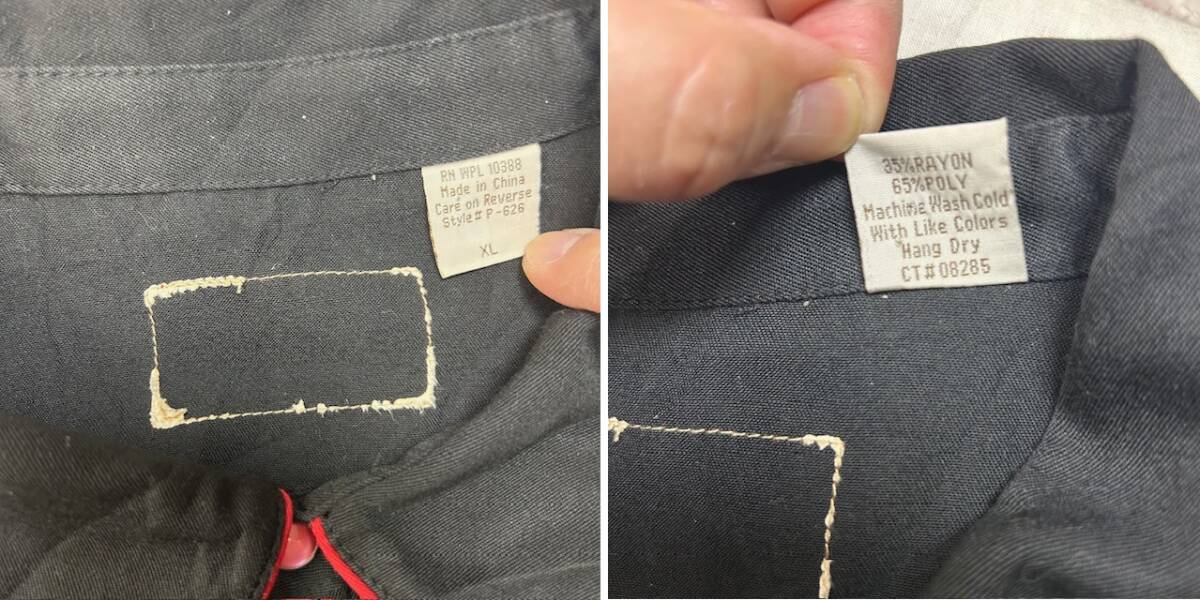 RN WPL 10388
Made in China
Care on Reverse
Style# P-626
XL
35%RAYON
65%POLY
Machine Wash Cold
With Like Colors
Hang Dry
CT#08285